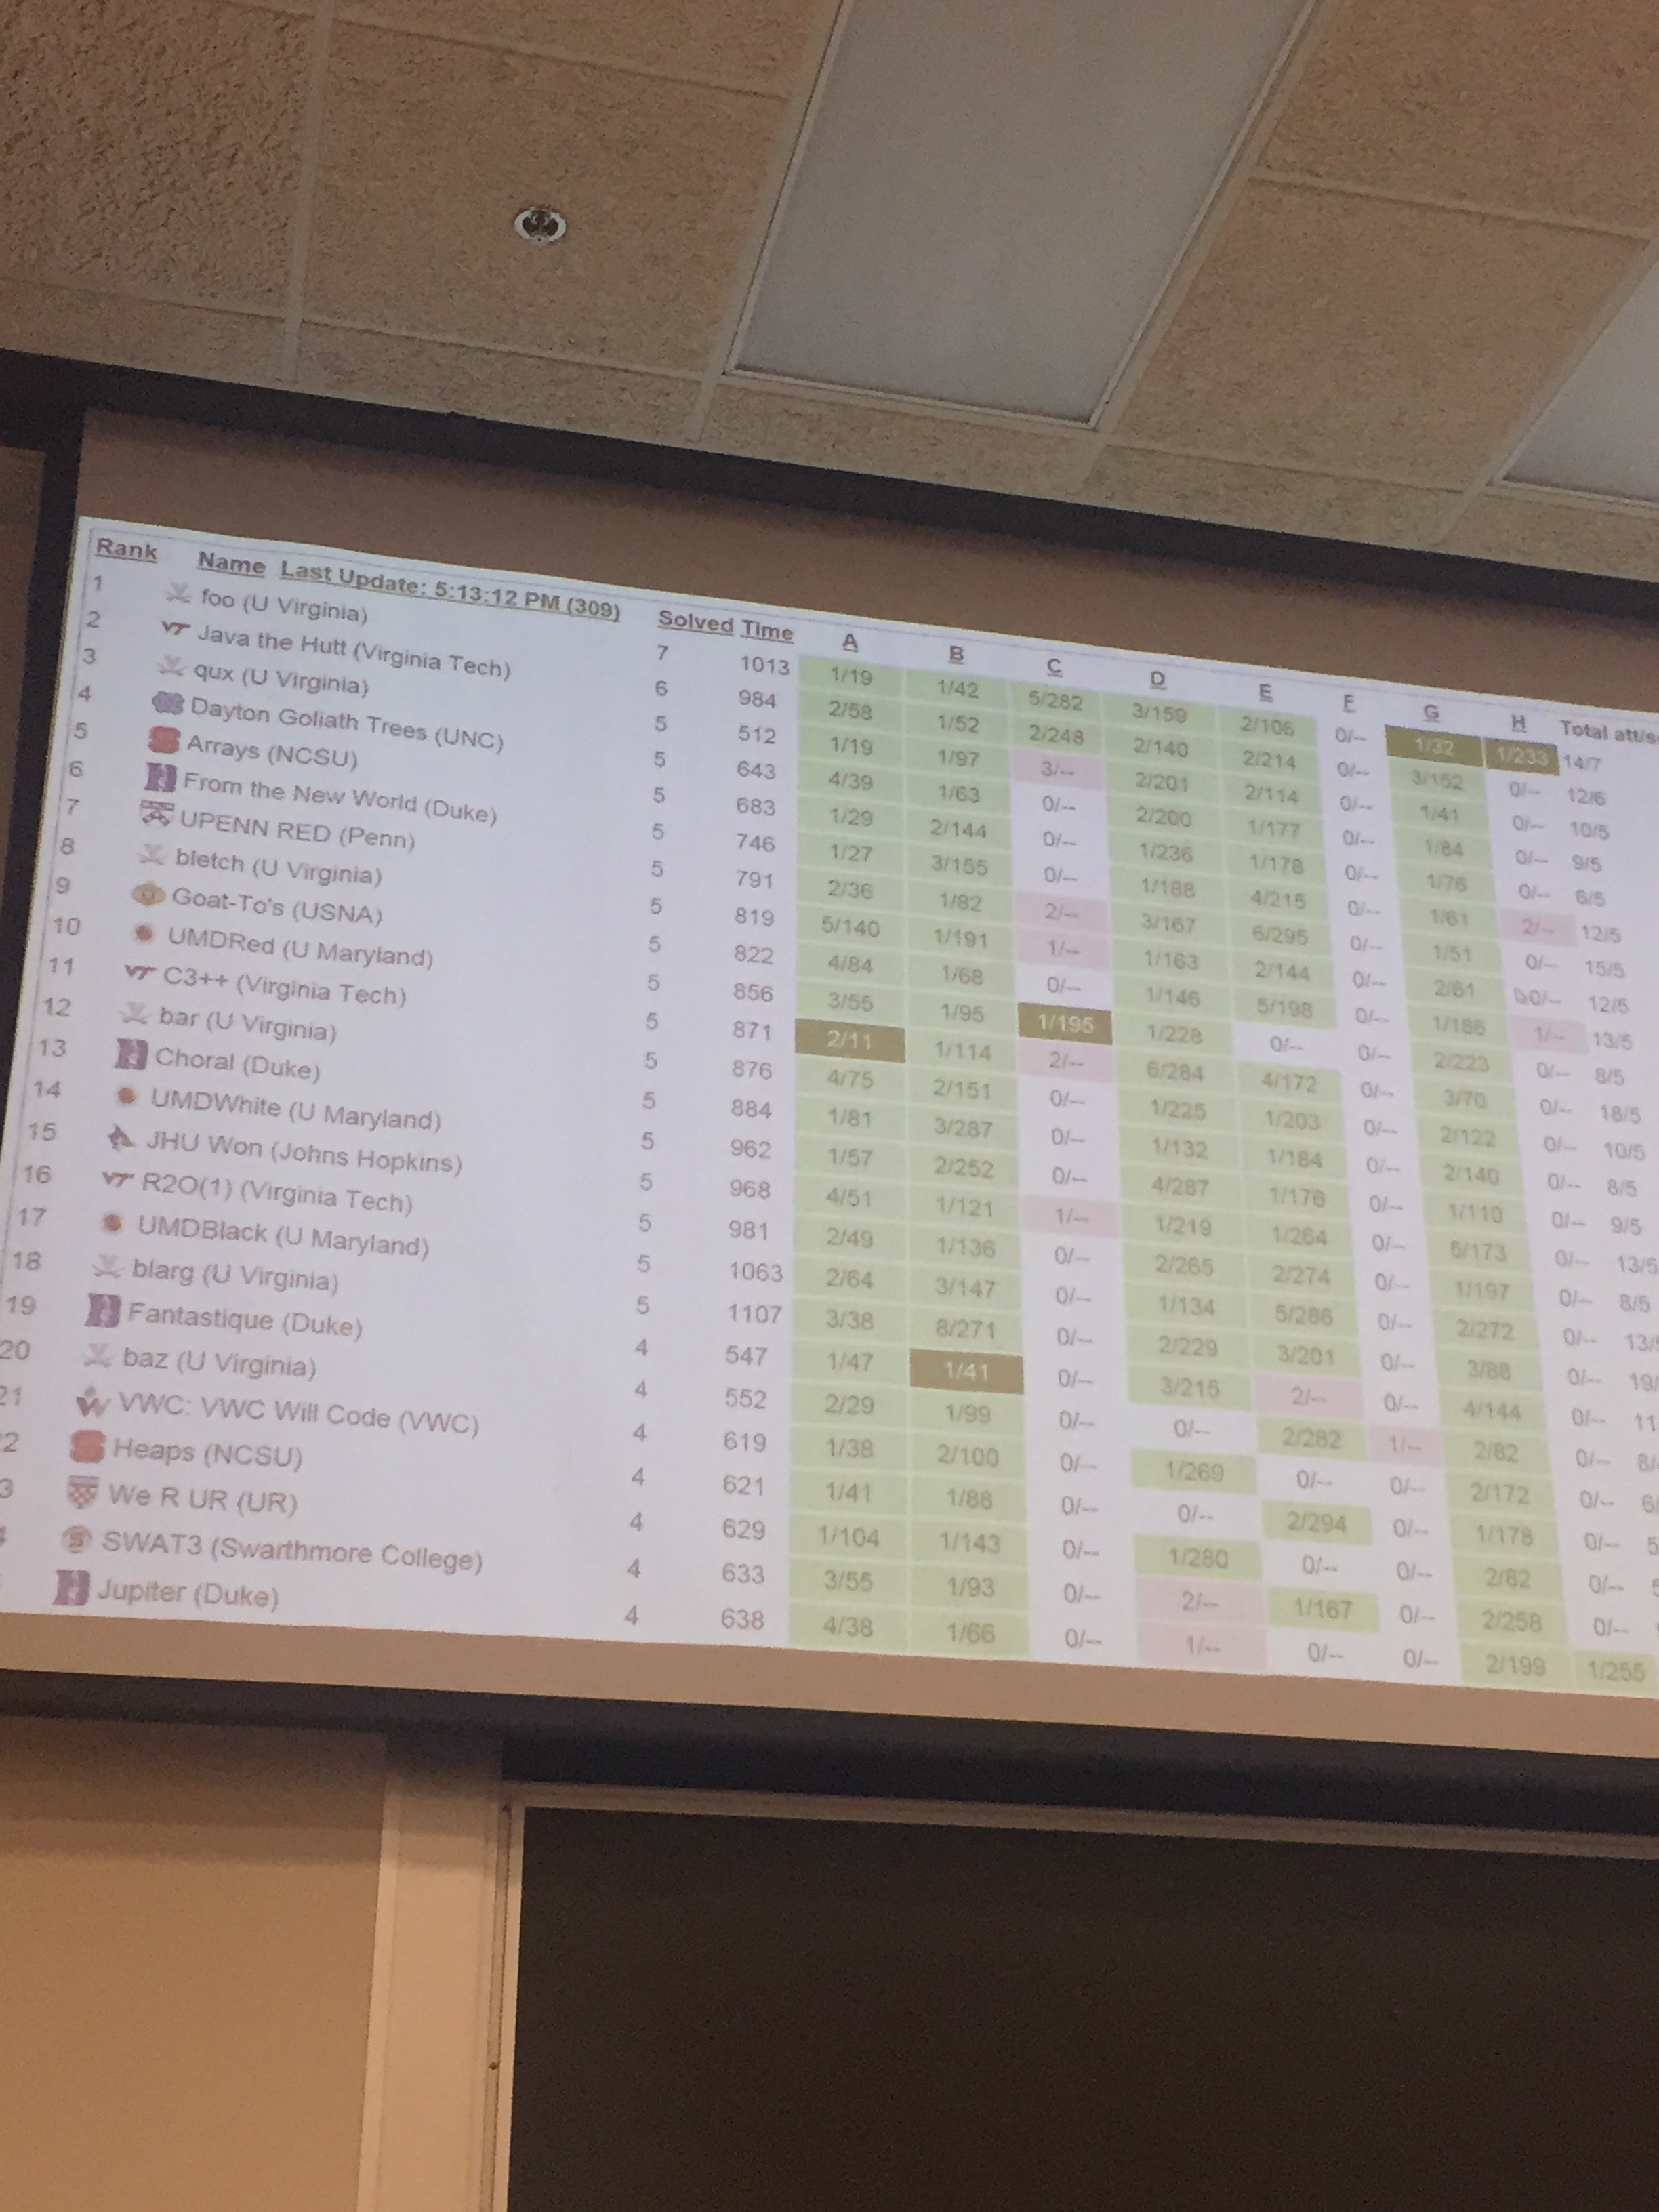 Rank Name Last Update: 5:13:12 PM (309) Solved Time A B C D E F G H Total att/s
1 foo (U Virginia) 7 1013 1/19 1/42 5/282 3/159 2/106 0/-- 1/32 1/233 14/7
2 Java the Hutt (Virginia Tech) 6 984 2/58 1/52 2/248 2/140 2/214 0/-- 3/152 0/-- 12/6
3 qux (U Virginia) 5 512 1/19 1/97 3/-- 2/201 2/114 0/-- 1/41 0/-- 10/5
4 Dayton Goliath Trees (UNC) 5 643 4/39 1/63 0/-- 2/200 1/177 0/-- 1/84 0/-- 9/5
5 Arrays (NCSU) 5 683 1/29 2/144 0/-- 1/236 1/178 0/-- 1/76 0/-- 6/5
6 From the New World (Duke) 5 746 1/27 3/155 0/-- 1/188 4/215 0/-- 1/61 2/-- 12/5
7 UPENN RED (Penn) 5 791 2/36 1/82 2/-- 3/167 6/295 0/-- 1/51 0/-- 15/5
8 bletch (U Virginia) 5 819 5/140 1/191 1/-- 1/163 2/144 0/-- 2/61 0/-- 12/5
9 Goat-To's (USNA) 5 822 4/84 1/68 0/-- 1/146 5/198 0/-- 1/186 1/-- 13/5
10 UMDRed (U Maryland) 5 856 3/55 1/95 1/195 1/228 0/-- 0/-- 2/223 0/-- 8/5
11 C3++ (Virginia Tech) 5 871 2/11 1/114 2/-- 6/284 4/172 0/-- 3/70 0/-- 18/5
12 bar (U Virginia) 5 876 4/75 2/151 0/-- 1/225 1/203 0/-- 2/122 0/-- 10/5
13 Choral (Duke) 5 884 1/81 3/287 0/-- 1/132 1/184 0/-- 2/140 0/-- 8/5
14 UMDWhite (U Maryland) 5 962 1/57 2/252 0/-- 4/287 1/176 0/-- 1/110 0/-- 9/5
15 JHU Won (Johns Hopkins) 5 968 4/51 1/121 1/-- 1/219 1/264 0/-- 5/173 0/-- 13/5
16 R2O(1) (Virginia Tech) 5 981 2/49 1/136 0/-- 2/265 2/274 0/-- 1/197 0/-- 8/5
17 UMDBlack (U Maryland) 5 1063 2/64 3/147 0/-- 1/134 5/286 0/-- 2/272 0/-- 13/
18 blarg (U Virginia) 5 1107 3/38 8/271 0/-- 2/229 3/201 0/-- 3/88 0/-- 19/
19 Fantastique (Duke) 4 547 1/47 1/41 0/-- 3/215 2/-- 0/-- 4/144 0/-- 11
20 baz (U Virginia) 4 552 2/29 1/99 0/-- 0/-- 2/282 1/-- 2/82 0/-- 8/
21 VWC: VWC Will Code (VWC) 4 619 1/38 2/100 0/-- 1/269 0/-- 0/-- 2/172 0/-- 6/
2 Heaps (NCSU) 4 621 1/41 1/88 0/-- 0/-- 2/294 0/-- 1/178 0/-- 5
3 We R UR (UR) 4 629 1/104 1/143 0/-- 1/280 0/-- 0/-- 2/82 0/--
SWAT3 (Swarthmore College) 4 633 3/55 1/93 0/-- 2/-- 1/167 0/-- 2/258 0/--
Jupiter (Duke) 4 638 4/38 1/66 0/-- 1/-- 0/-- 0/-- 2/199 1/255